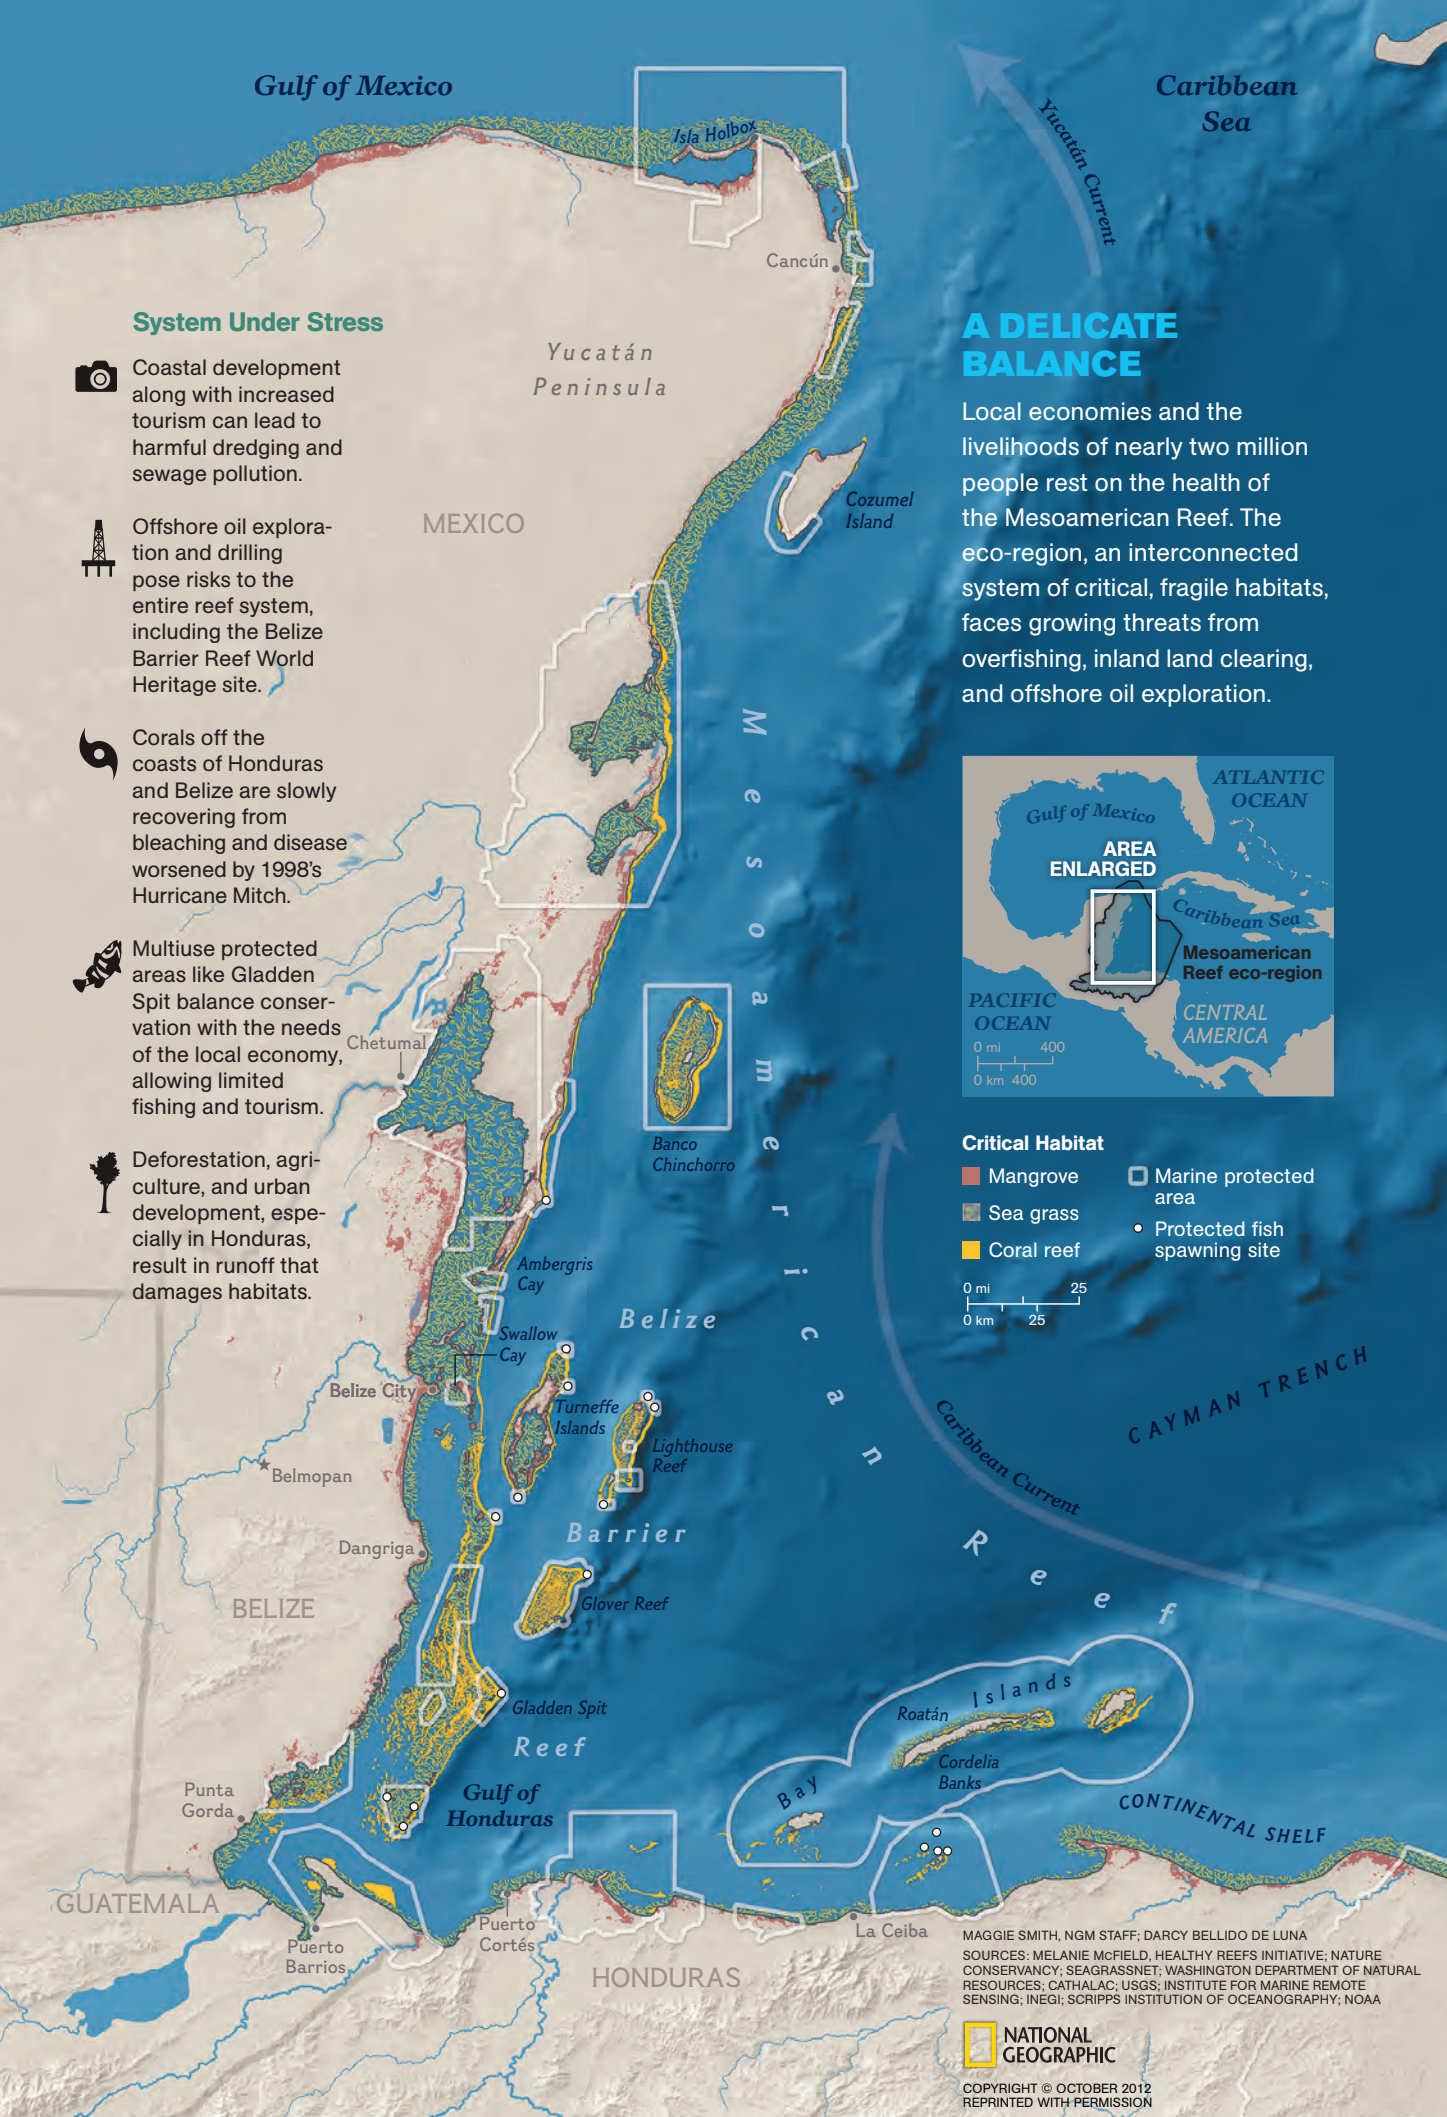 Gulf of Mexico
Caribbean
Sea
Isla Holbox
Yucatán Current
Cancún
System Under Stress
Coastal development
along with increased
tourism can lead to
harmful dredging and
sewage pollution.
Offshore oil explora-
tion and drilling
pose risks to the
entire reef system,
including the Belize
Barrier Reef World
Heritage site.
Corals off the
coasts of Honduras
and Belize are slowly
recovering from
bleaching and disease
worsened by 1998's
Hurricane Mitch.
Multiuse protected
areas like Gladden
Spit balance conser-
vation with the needs
of the local economy,
allowing limited
fishing and tourism.
Deforestation, agri-
culture, and urban
development, espe-
cially in Honduras,
result in runoff that
damages habitats.
Yucatán
Peninsula
MEXICO
Cozumel
Island
A DELICATE
BALANCE
Local economies and the
livelihoods of nearly two million
people rest on the health of
the Mesoamerican Reef. The
eco-region, an interconnected
system of critical, fragile habitats,
faces growing threats from
overfishing, inland land clearing,
and offshore oil exploration.
ATLANTIC
OCEAN
Gulf of Mexico
AREA
ENLARGED
Caribbean Sea
Mesoamerican
Reef eco-region
PACIFIC
OCEAN
CENTRAL
AMERICA
0 mi 400
0 km 400
Critical Habitat
Mangrove
Sea grass
Coral reef
Marine protected
area
Protected fish
spawning site
0 mi 25
0 km 25
Mesoamerican Reef
Chetumal
Banco
Chinchorro
Ambergris
Cay
Swallow
Cay
Belize City
Belize
Turneffe
Islands
Lighthouse
Reef
Belmopan
Barrier
Dangriga
Glover Reef
BELIZE
Gladden Spit
Reef
Caribbean Current
CAYMAN TRENCH
Punta
Gorda
Gulf of
Honduras
Bay Islands
Roatán
Cordelia
Banks
CONTINENTAL SHELF
GUATEMALA
Puerto
Barrios
Puerto
Cortés
La Ceiba
HONDURAS
MAGGIE SMITH, NGM STAFF; DARCY BELLIDO DE LUNA
SOURCES: MELANIE McFIELD, HEALTHY REEFS INITIATIVE; NATURE
CONSERVANCY; SEAGRASSNET; WASHINGTON DEPARTMENT OF NATURAL
RESOURCES; CATHALAC; USGS; INSTITUTE FOR MARINE REMOTE
SENSING; INEGI; SCRIPPS INSTITUTION OF OCEANOGRAPHY; NOAA
NATIONAL
GEOGRAPHIC
COPYRIGHT © OCTOBER 2012
REPRINTED WITH PERMISSION